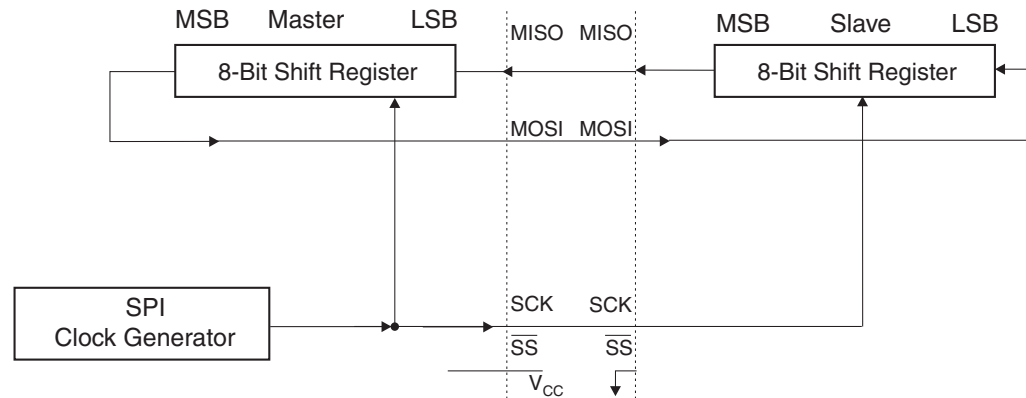 MSB Master LSB MISO MISO MSB Slave LSB
8-Bit Shift Register 8-Bit Shift Register
MOSI MOSI
SPI
Clock Generator
SCK SCK
SS SS
VCC